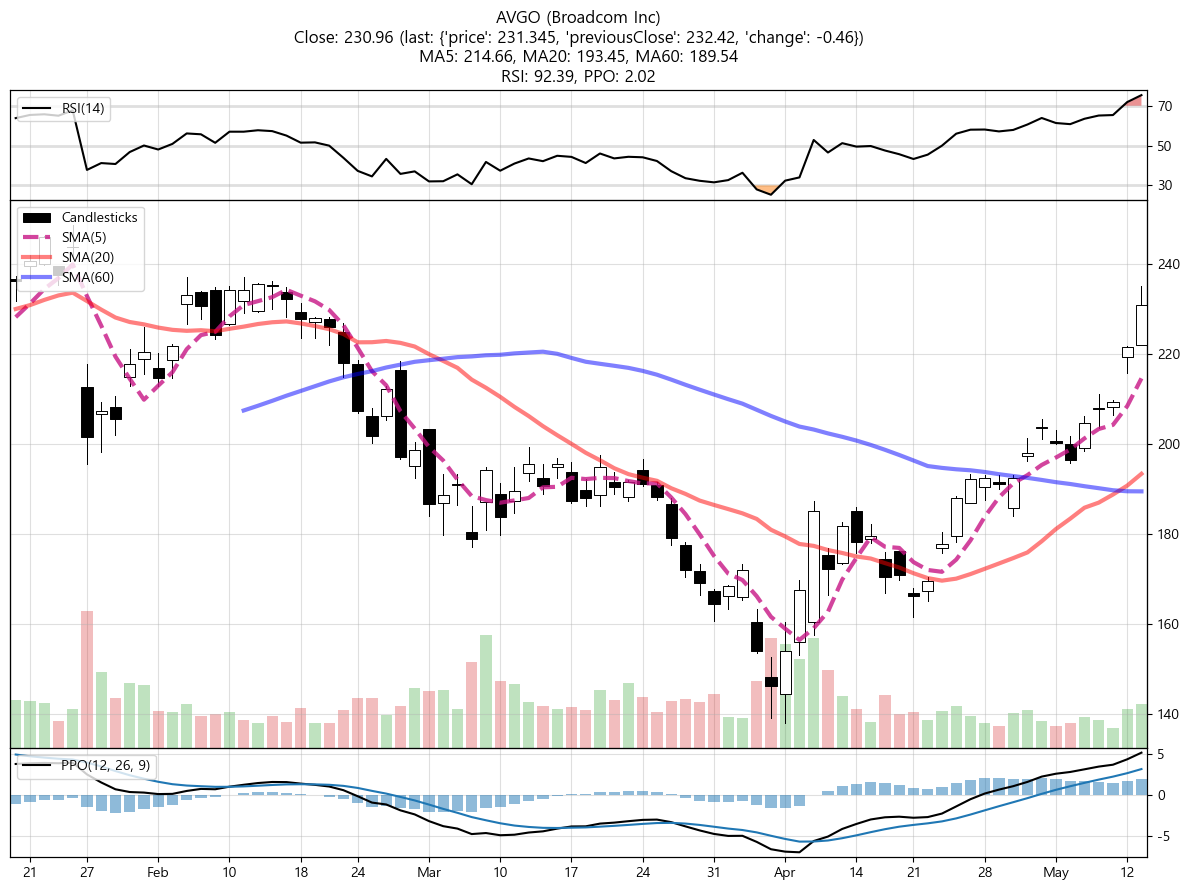 AVGO (Broadcom Inc)
Close: 230.96 (last: {'price': 231.345, 'previousClose': 232.42, 'change': -0.46})
MA5: 214.66, MA20: 193.45, MA60: 189.54
RSI: 92.39, PPO: 2.02
RSI(14)
70
50
30
Candlesticks
SMA(5)
SMA(20)
SMA(60)
240
220
200
180
160
140
PPO(12, 26, 9)
5
0
-5
21 27 Feb 10 18 24 Mar 10 17 24 31 Apr 14 21 28 May 12